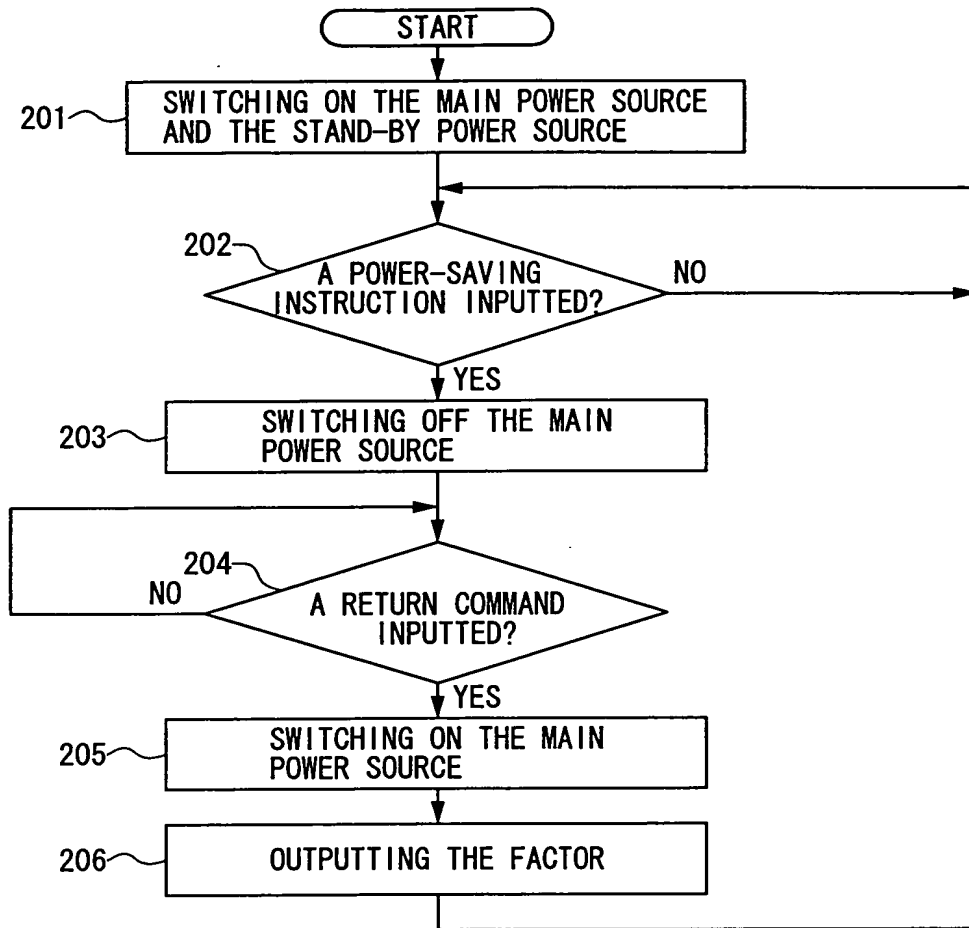 START
201
SWITCHING ON THE MAIN POWER SOURCE
AND THE STAND-BY POWER SOURCE
202
A POWER-SAVING
INSTRUCTION INPUTTED?
NO
YES
203
SWITCHING OFF THE MAIN
POWER SOURCE
204
NO
A RETURN COMMAND
INPUTTED?
YES
205
SWITCHING ON THE MAIN
POWER SOURCE
206
OUTPUTTING THE FACTOR